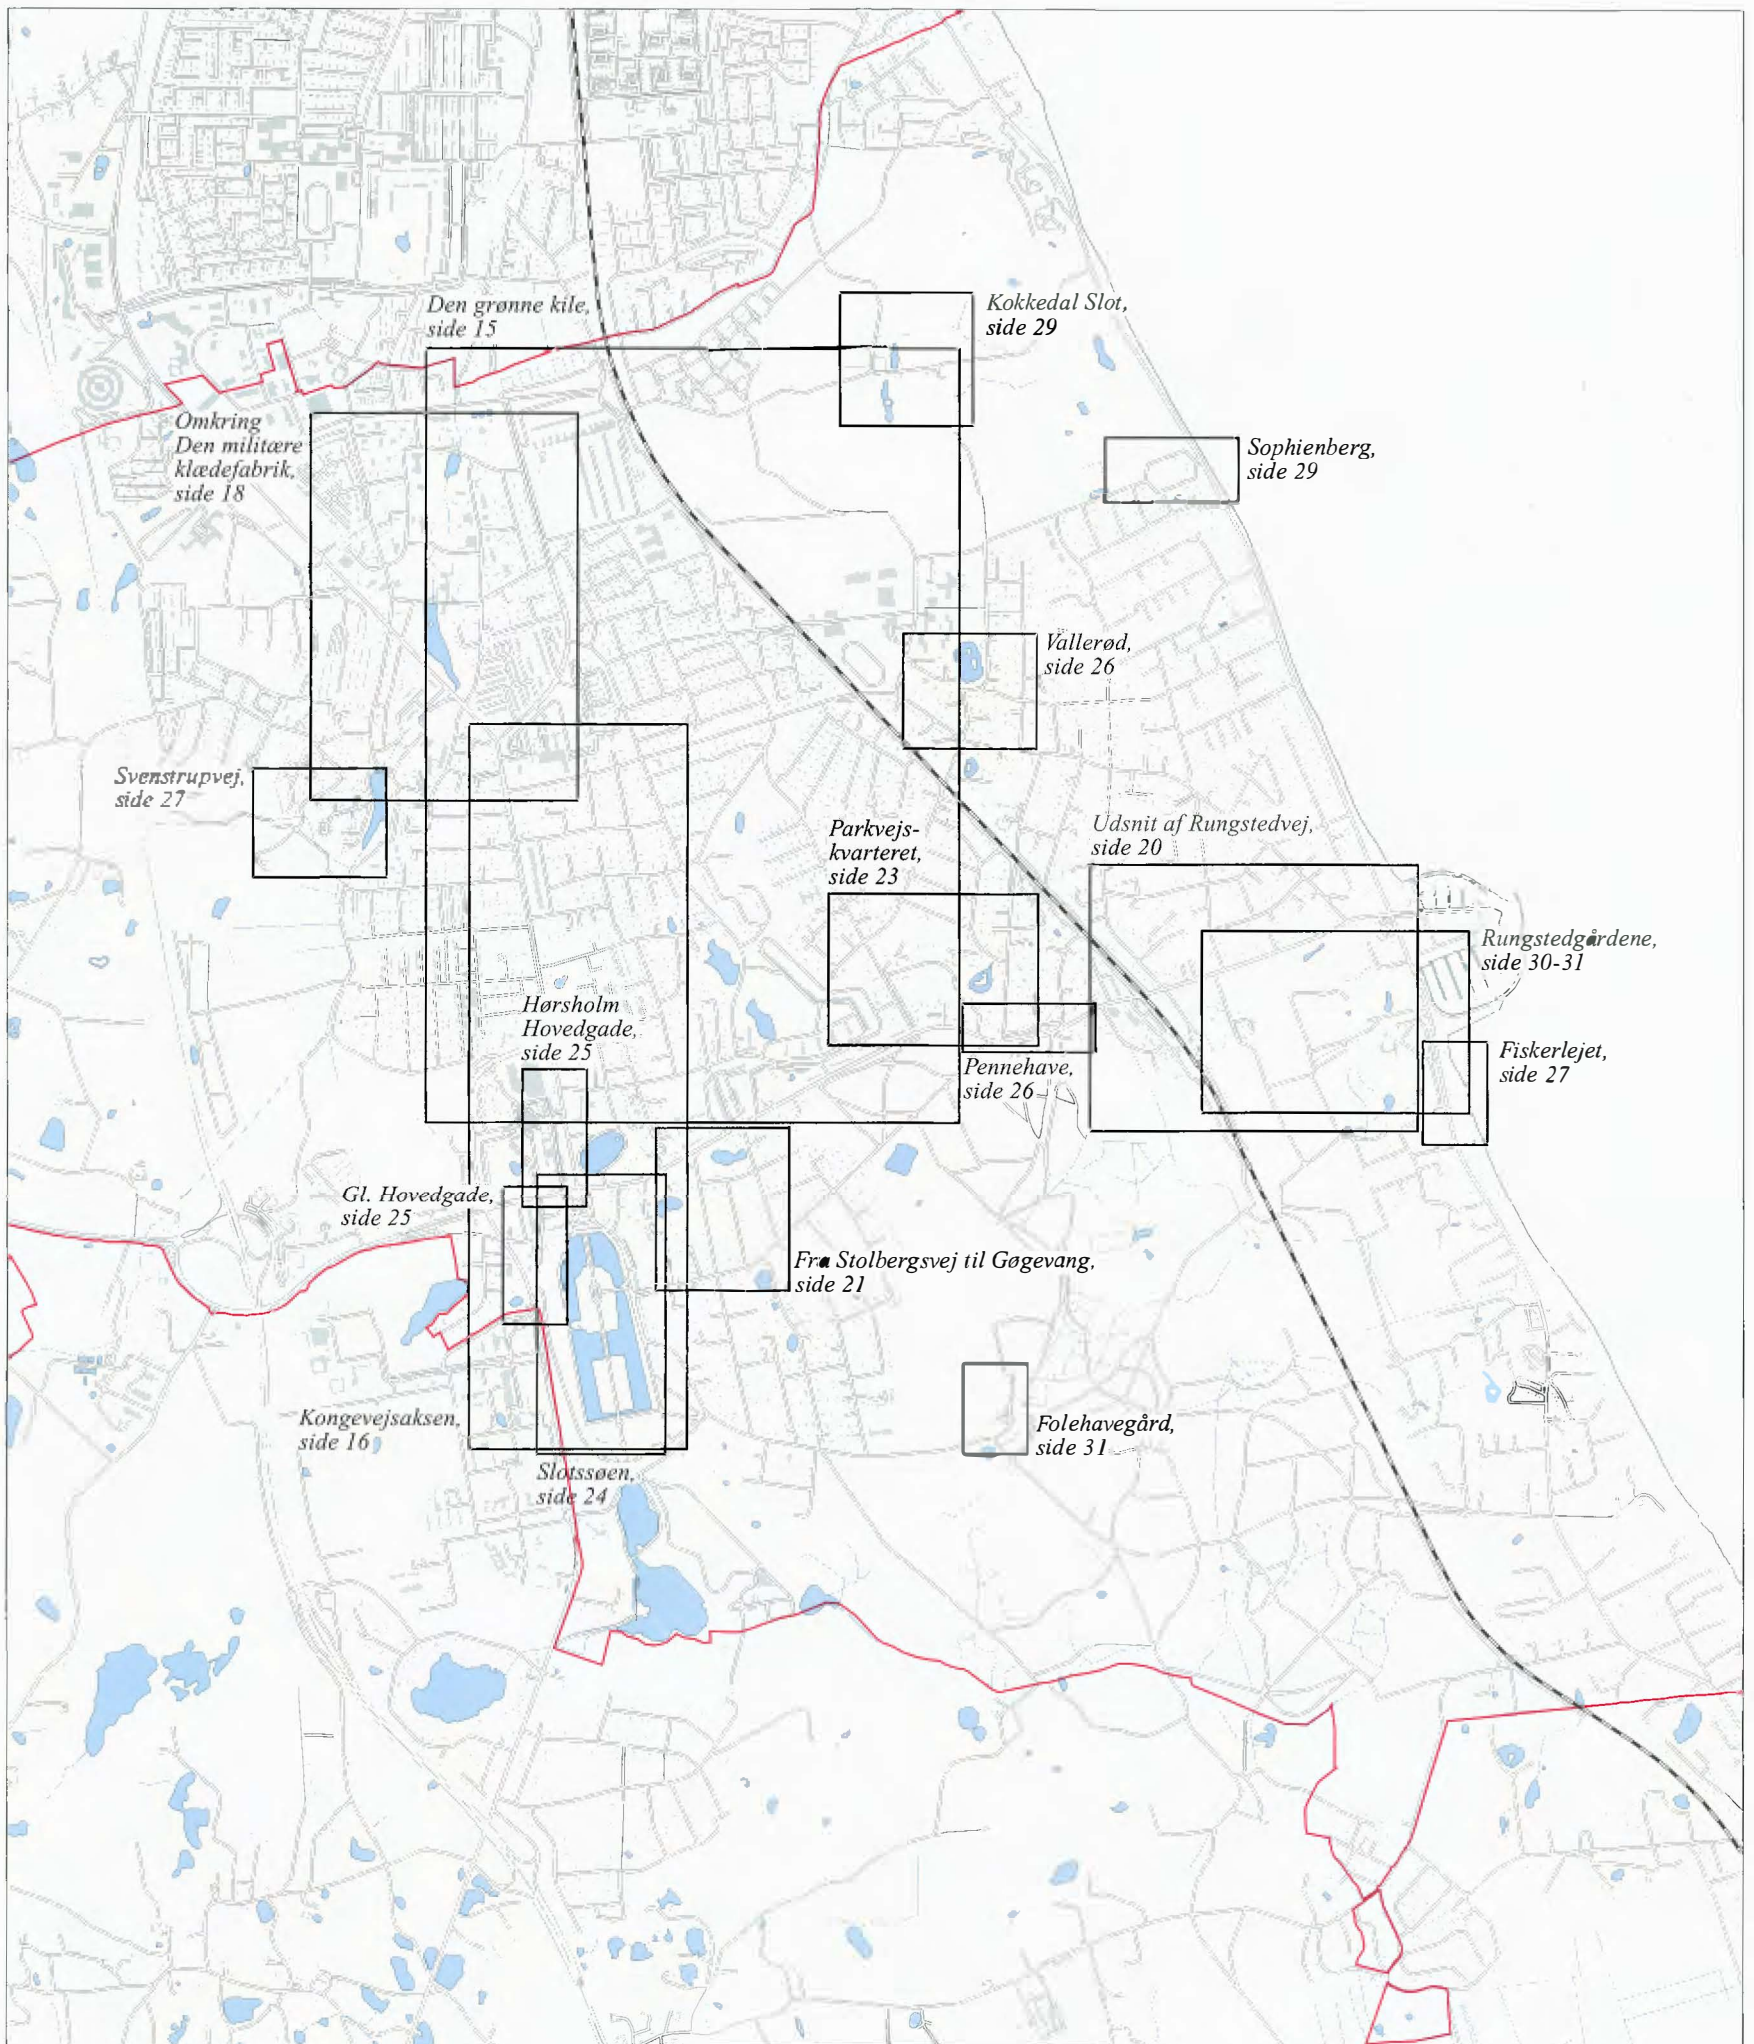 Den grønne kile,
side 15
Kokkedal Slot,
side 29
Omkring
Den militære
klædefabrik,
side 18
Sophienberg,
side 29
Vallerød,
side 26
Svenstrupvej,
side 27
Parkvejs-
kvarteret,
side 23
Udsnit af Rungstedvej,
side 20
Rungstedgårdene,
side 30-31
Hørsholm
Hovedgade,
side 25
Fiskerlejet,
side 27
Pennehave,
side 26
Gl. Hovedgade,
side 25
Fra Stolbergsvej til Gøgevang,
side 21
Kongevejsaksen,
side 16
Folehavegård,
side 31
Slotssøen,
side 24